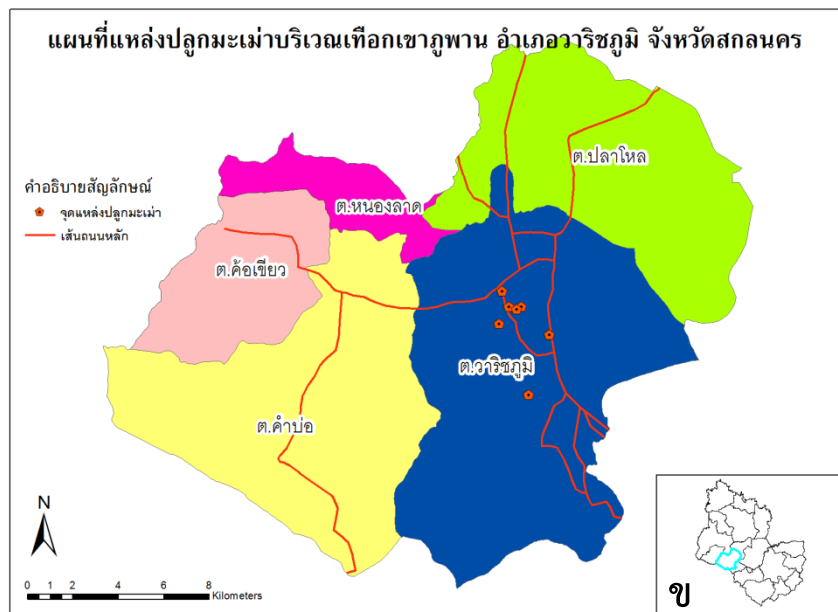 แผนที่แหล่งปลูกมะเม่าบริเวณเทือกเขาภูพาน อำเภอวาริชภูมิ จังหวัดสกลนคร
ต.ปลาโหล
คำอธิบายสัญลักษณ์
จุดแหล่งปลูกมะเม่า
เส้นถนนหลัก
ต.หนองลาด
ต.ค้อเขียว
ต.วาริชภูมิ
ต.คำบ่อ
N
0 1 2 4 6 8
Kilometers
ข